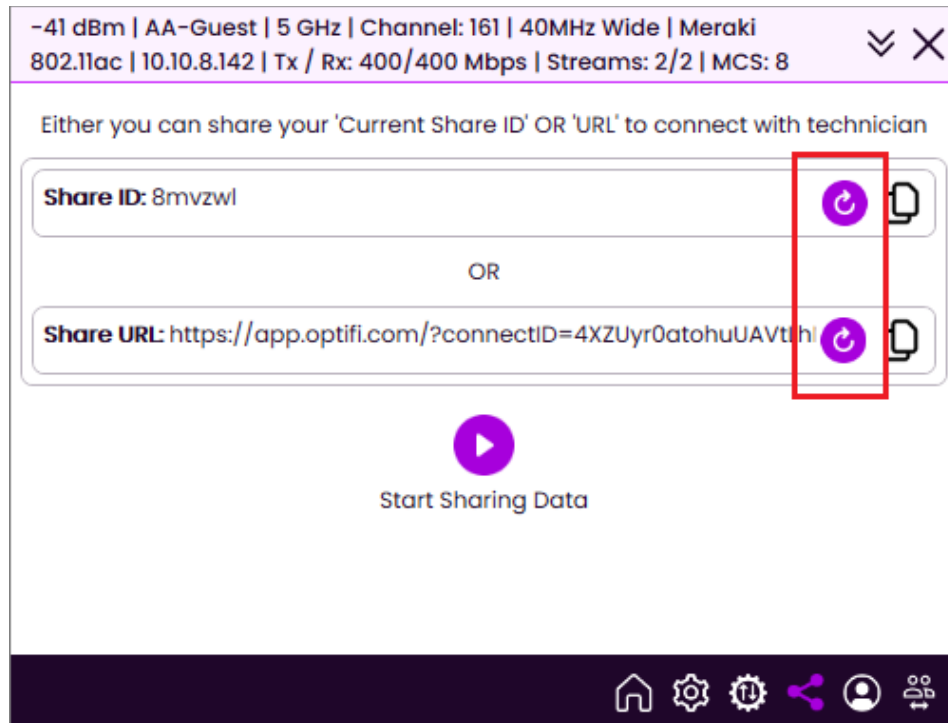 -41 dBm | AA-Guest | 5 GHz | Channel: 161 | 40MHz Wide | Meraki
802.11ac | 10.10.8.142 | Tx / Rx: 400/400 Mbps | Streams: 2/2 | MCS: 8
Either you can share your 'Current Share ID' OR 'URL' to connect with technician
Share ID: 8mvzwl
OR
Share URL: https://app.optifi.com/?connectID=4XZUyr0atohuUAVt
Start Sharing Data